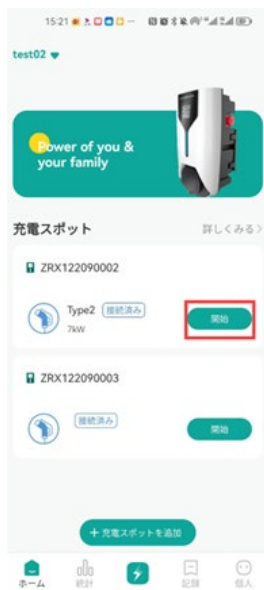 15:21
test02
Power of you &
your family
充電スポット 詳しくみる>
ZRX122090002
Type2 接続済み
7kW
開始
ZRX122090003
接続済み
開始
+ 充電スポットを追加
ホーム 統計 記録 個人